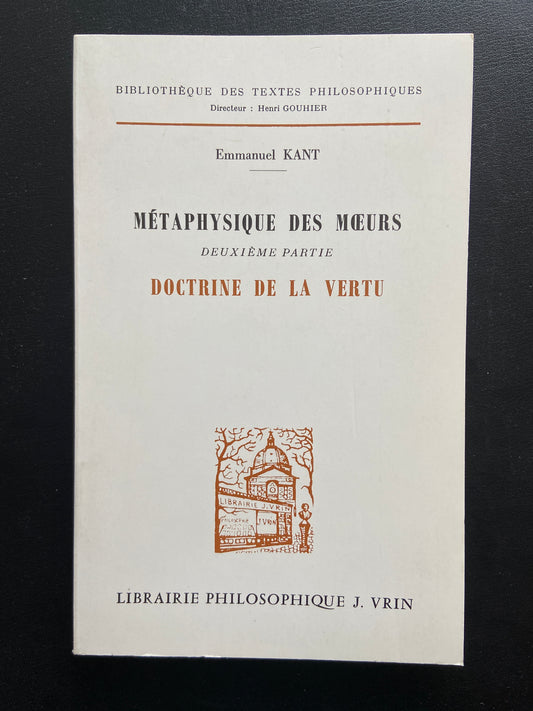 BIBLIOTHÈQUE DES TEXTES PHILOSOPHIQUES
Directeur : Henri GOUHIER
Emmanuel KANT
MÉTAPHYSIQUE DES MŒURS
DEUXIÈME PARTIE
DOCTRINE DE LA VERTU
LIBRAIRIE J. VRIN
J. VRIN
LIBRAIRIE PHILOSOPHIQUE J. VRIN